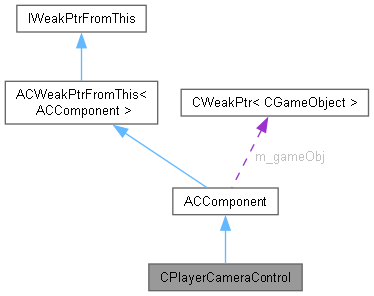 IWeakPtrFromThis
ACWeakPtrFromThis<
ACComponent >
CWeakPtr< CGameObject >
m_gameObj
ACComponent
CPlayerCameraControl